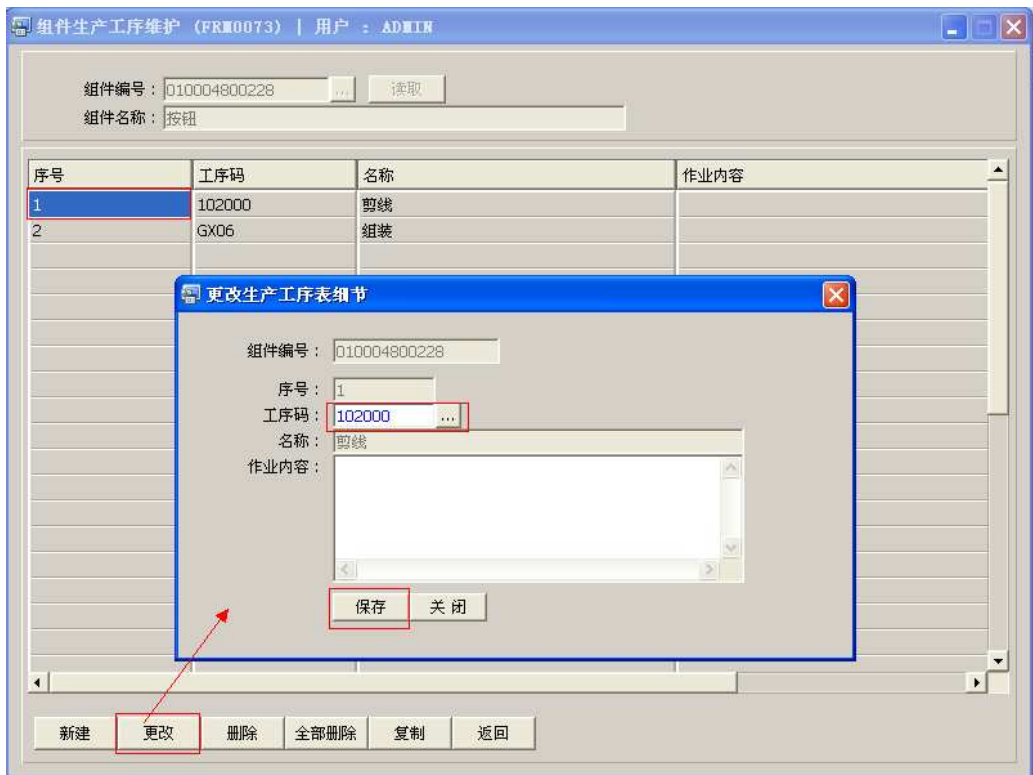 组件生产工序维护 (FRM0073) | 用户 : ADMIN
组件编号： 010004800228 ... 读取
组件名称： 按钮
序号 工序码 名称 作业内容
1 102000 剪线
2 GX06 组装
更改生产工序表细节
组件编号： 010004800228
序号： 1
工序码： 102000 ...
名称： 剪线
作业内容：
保存 关闭
新建 更改 删除 全部删除 复制 返回